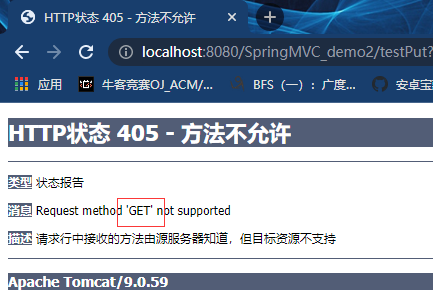 HTTP状态 405 - 方法不允许
localhost:8080/SpringMVC_demo2/testPut?
应用 牛客竞赛OJ_ACM/... BFS（一）：广度... 安卓宝
HTTP状态 405 - 方法不允许
类型 状态报告
消息 Request method 'GET' not supported
描述 请求行中接收的方法由源服务器知道，但目标资源不支持
Apache Tomcat/9.0.59